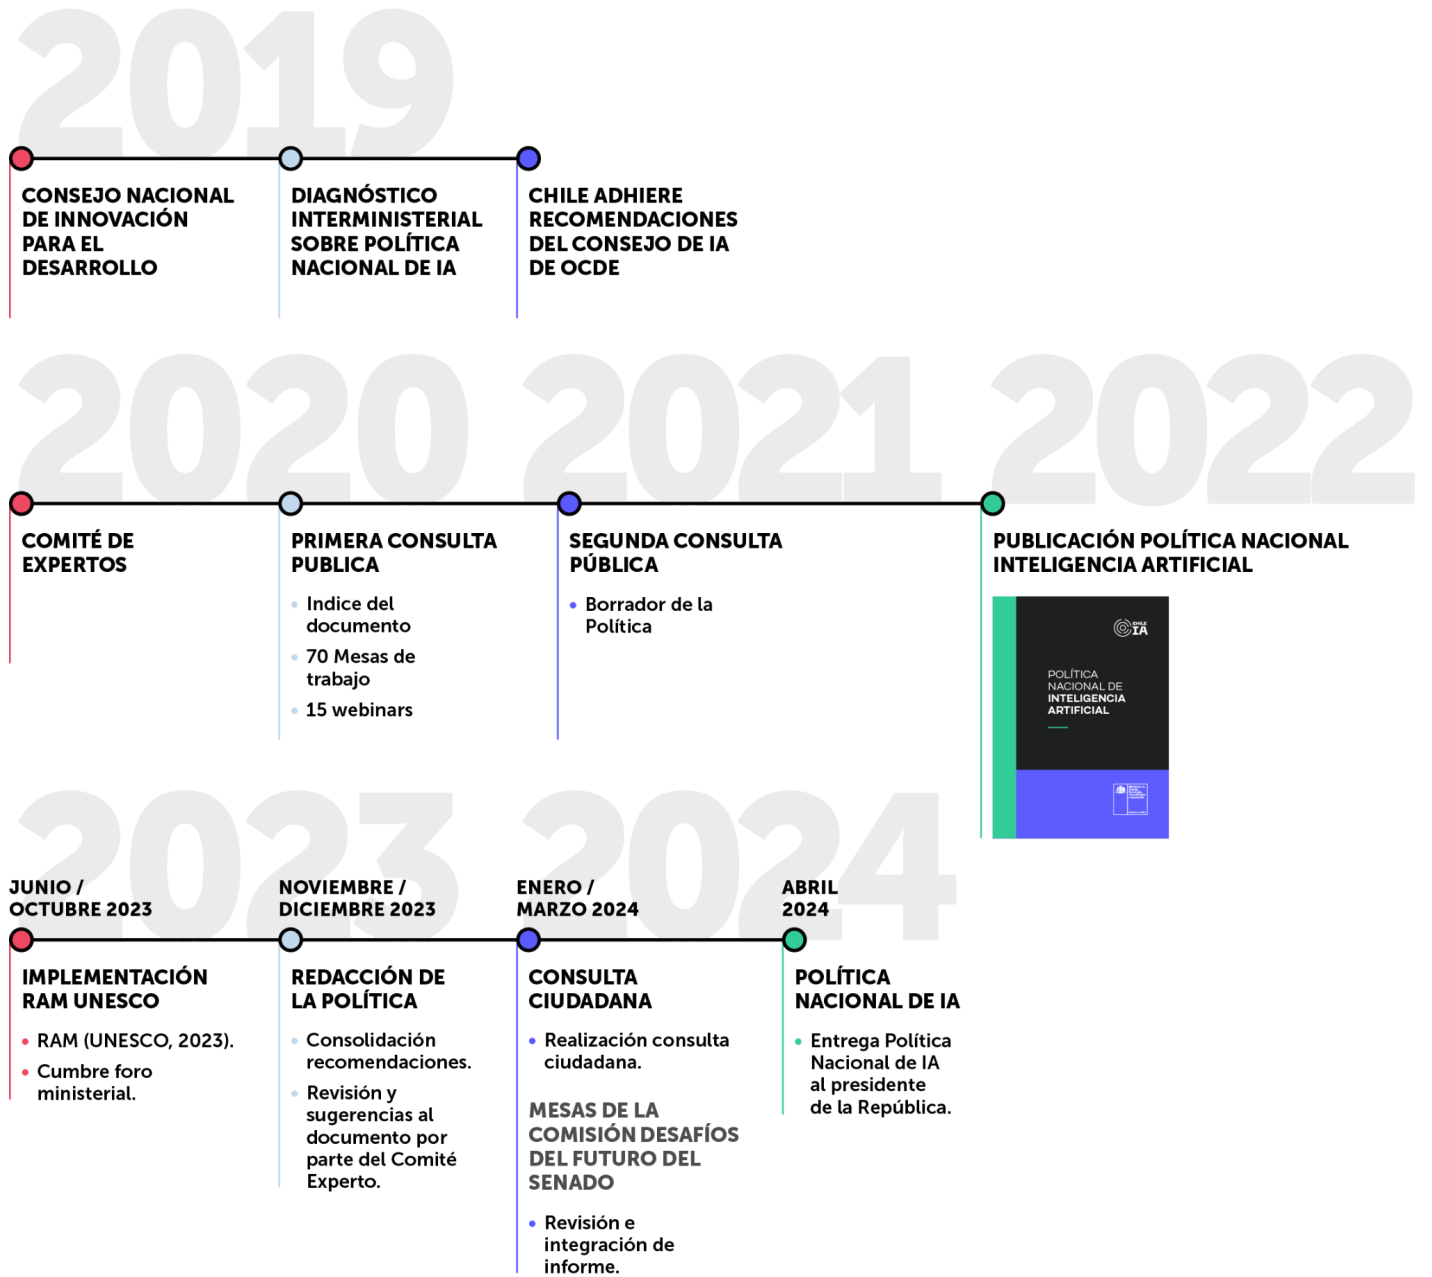 2019
CONSEJO NACIONAL
DE INNOVACIÓN
PARA EL
DESARROLLO
DIAGNÓSTICO
INTERMINISTERIAL
SOBRE POLÍTICA
NACIONAL DE IA
CHILE ADHIERE
RECOMENDACIONES
DEL CONSEJO DE IA
DE OCDE
2020
2021
2022
COMITÉ DE
EXPERTOS
PRIMERA CONSULTA
PUBLICA
• Indice del
documento
• 70 Mesas de
trabajo
• 15 webinars
SEGUNDA CONSULTA
PÚBLICA
• Borrador de la
Política
PUBLICACIÓN POLÍTICA NACIONAL
INTELIGENCIA ARTIFICIAL
CHILE
IA
POLÍTICA
NACIONAL DE
INTELIGENCIA
ARTIFICIAL
2023
2024
JUNIO /
OCTUBRE 2023
IMPLEMENTACIÓN
RAM UNESCO
• RAM (UNESCO, 2023).
• Cumbre foro
ministerial.
NOVIEMBRE /
DICIEMBRE 2023
REDACCIÓN DE
LA POLÍTICA
• Consolidación
recomendaciones.
• Revisión y
sugerencias al
documento por
parte del Comité
Experto.
ENERO /
MARZO 2024
CONSULTA
CIUDADANA
• Realización consulta
ciudadana.
MESAS DE LA
COMISIÓN DESAFÍOS
DEL FUTURO DEL
SENADO
• Revisión e
integración de
informe.
ABRIL
2024
POLÍTICA
NACIONAL DE IA
• Entrega Política
Nacional de IA
al presidente
de la República.